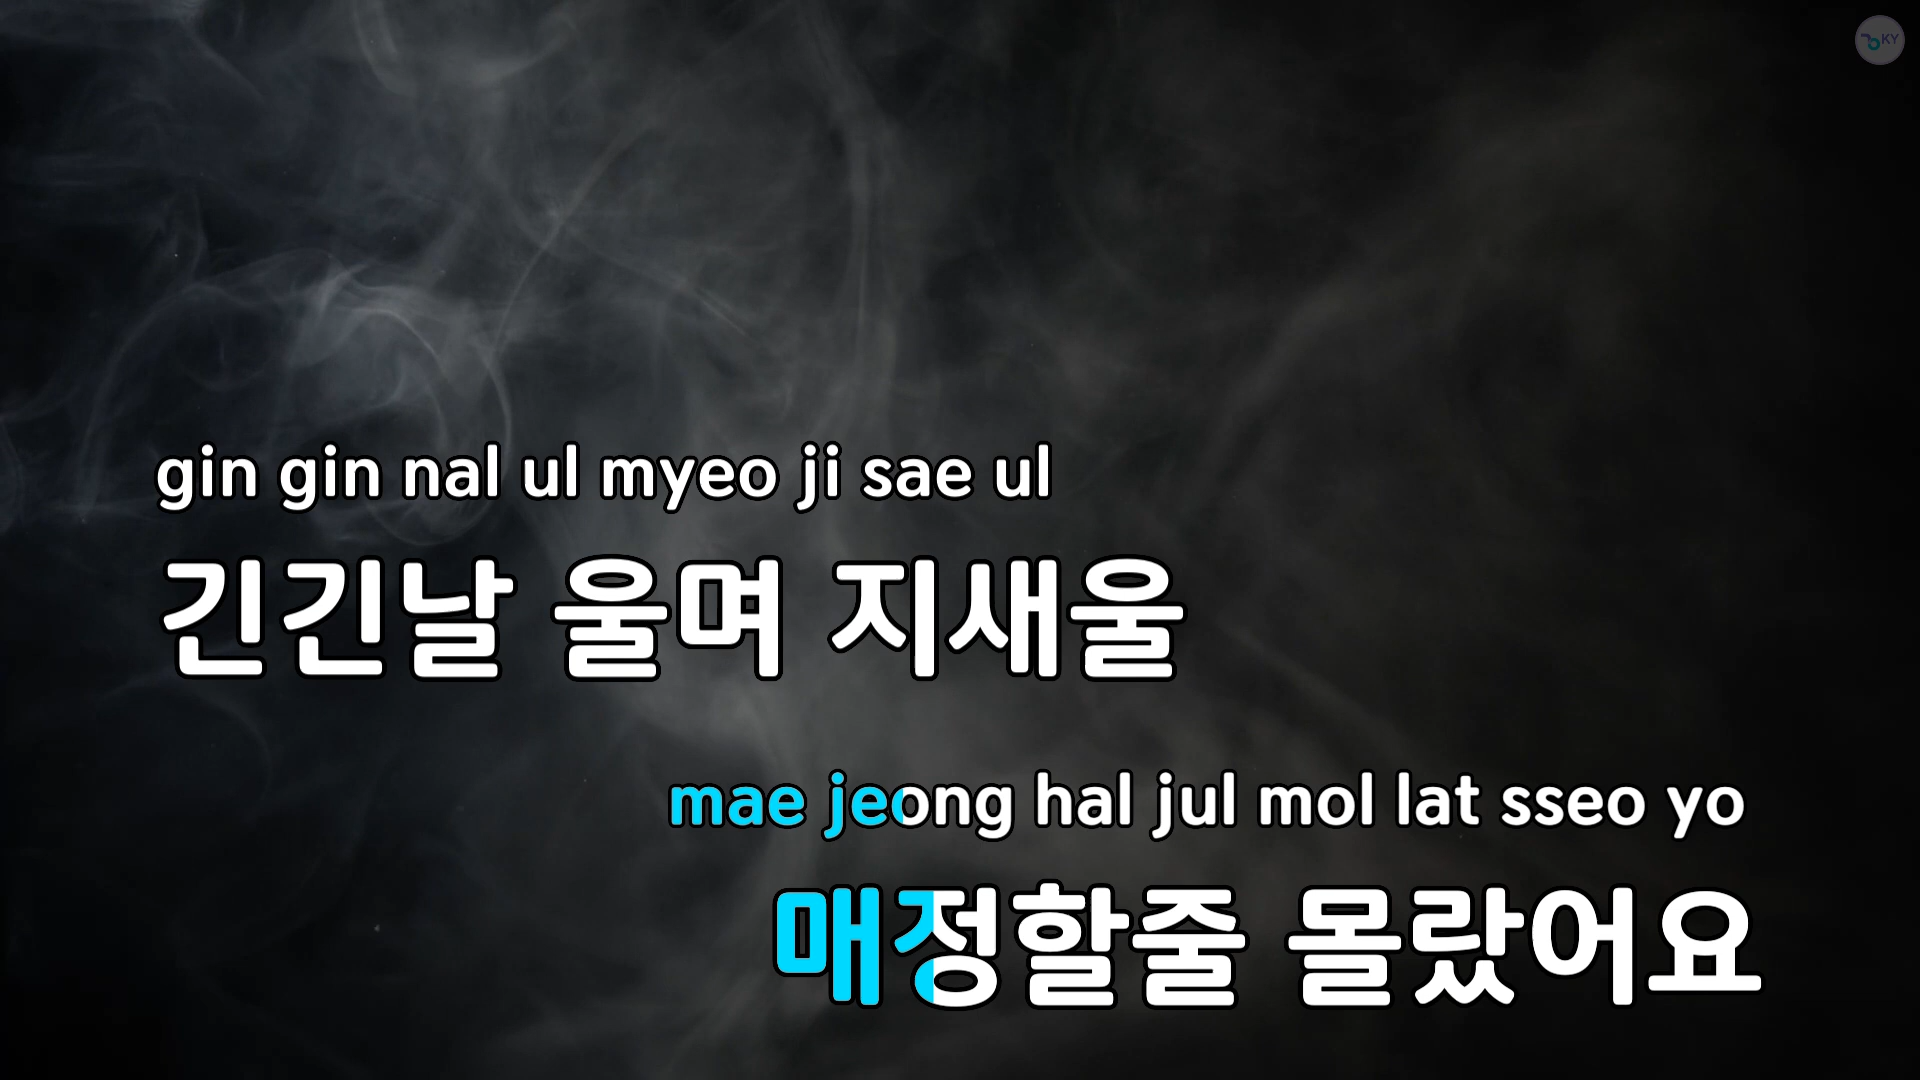 KY
gin gin nal ul myeo ji sae ul
긴긴날 울며 지새울
mae jeong hal jul mol lat sseo yo
매정할줄 몰랐어요